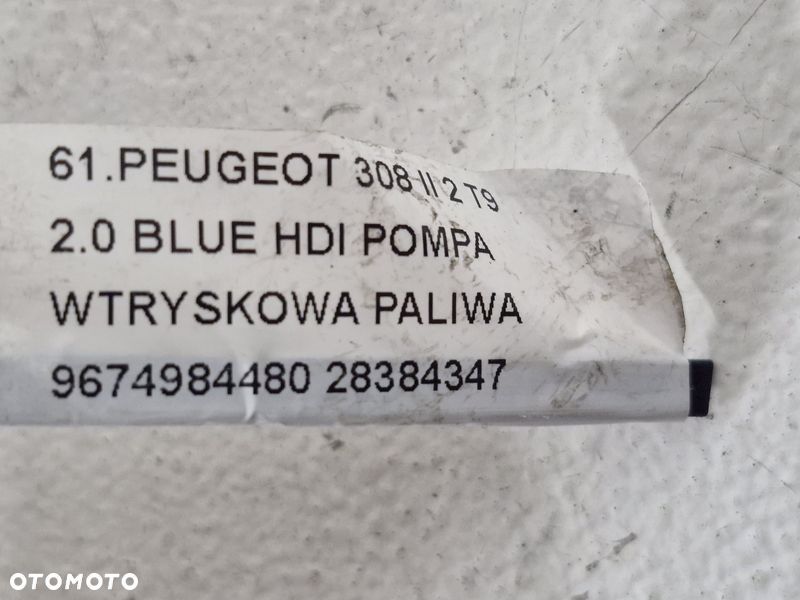 61.PEUGEOT 308 II 2 T9
2.0 BLUE HDI POMPA
WTRYSKOWA PALIWA
9674984480 28384347
OTOMOTO